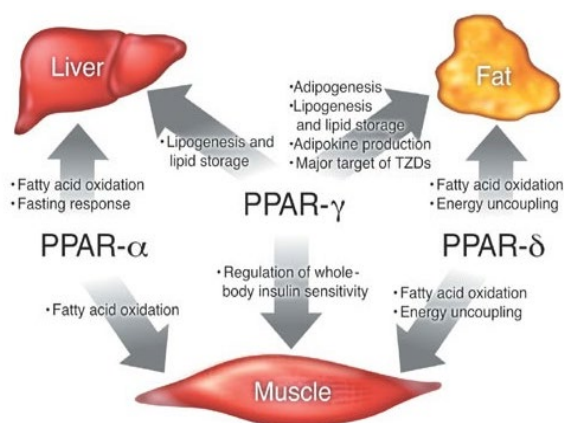 Liver
Fat
•Adipogenesis
•Lipogenesis
and lipid storage
•Adipokine production
•Major target of TZDs
•Lipogenesis and
lipid storage
•Fatty acid oxidation
•Fasting response
•Fatty acid oxidation
•Energy uncoupling
PPAR-α
PPAR-γ
PPAR-δ
•Regulation of whole-
body insulin sensitivity
•Fatty acid oxidation
•Fatty acid oxidation
•Energy uncoupling
Muscle